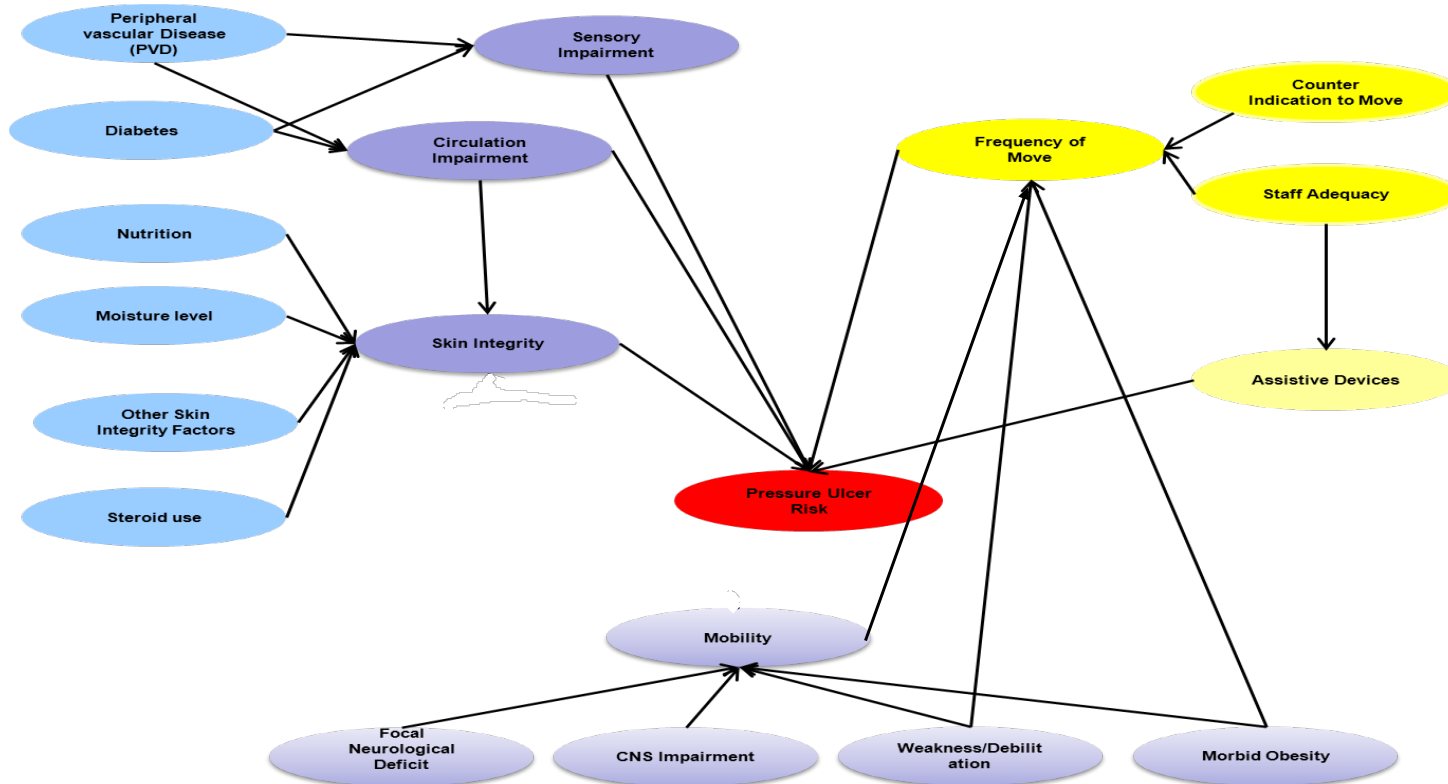 Peripheral
vascular Disease
(PVD)
Sensory
Impairment
Counter
Indication to Move
Diabetes
Circulation
Impairment
Frequency of
Move
Staff Adequacy
Nutrition
Moisture level
Skin Integrity
Assistive Devices
Other Skin
Integrity Factors
Steroid use
Pressure Ulcer
Risk
Mobility
Focal
Neurological
Deficit
CNS Impairment
Weakness/Debilit
ation
Morbid Obesity